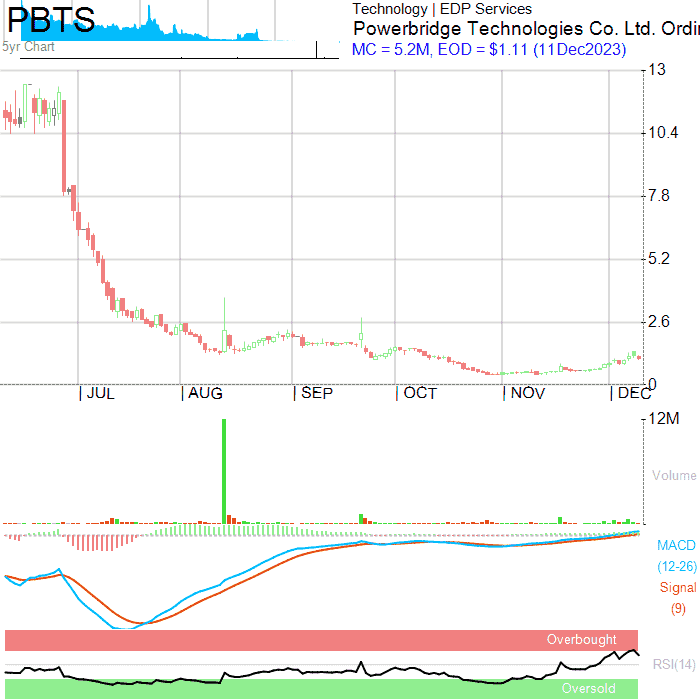 PBTS
5yr Chart
Technology | EDP Services
Powerbridge Technologies Co. Ltd. Ordi
MC = 5.2M, EOD = $1.11 (11Dec2023)
13
10.4
7.8
5.2
2.6
0
JUL AUG SEP OCT NOV DEC
12M
Volume
MACD
(12-26)
Signal
(9)
Overbought
RSI(14)
Oversold